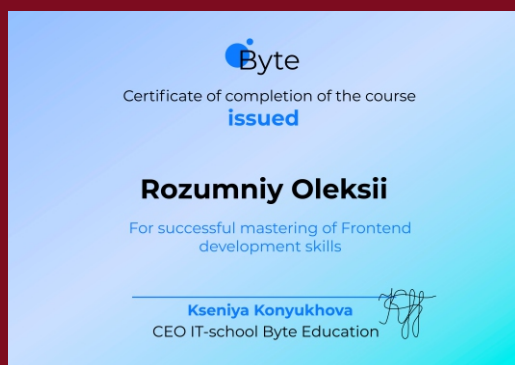 Byte
Certificate of completion of the course
issued
Rozumniy Oleksii
For successful mastering of Frontend
development skills
Kseniya Konyukhova
CEO IT-school Byte Education